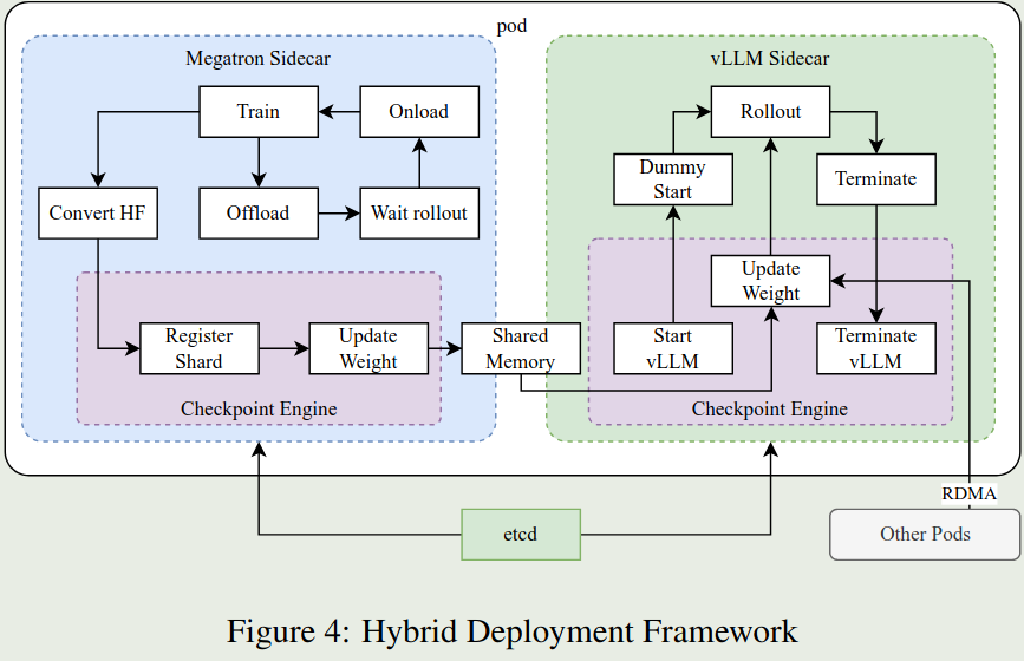 pod
Megatron Sidecar
Train
Onload
Convert HF
Offload
Wait rollout
Register
Shard
Update
Weight
Checkpoint Engine
Shared
Memory
vLLM Sidecar
Rollout
Dummy
Start
Terminate
Update
Weight
Start
vLLM
Terminate
vLLM
Checkpoint Engine
RDMA
etcd
Other Pods
Figure 4: Hybrid Deployment Framework